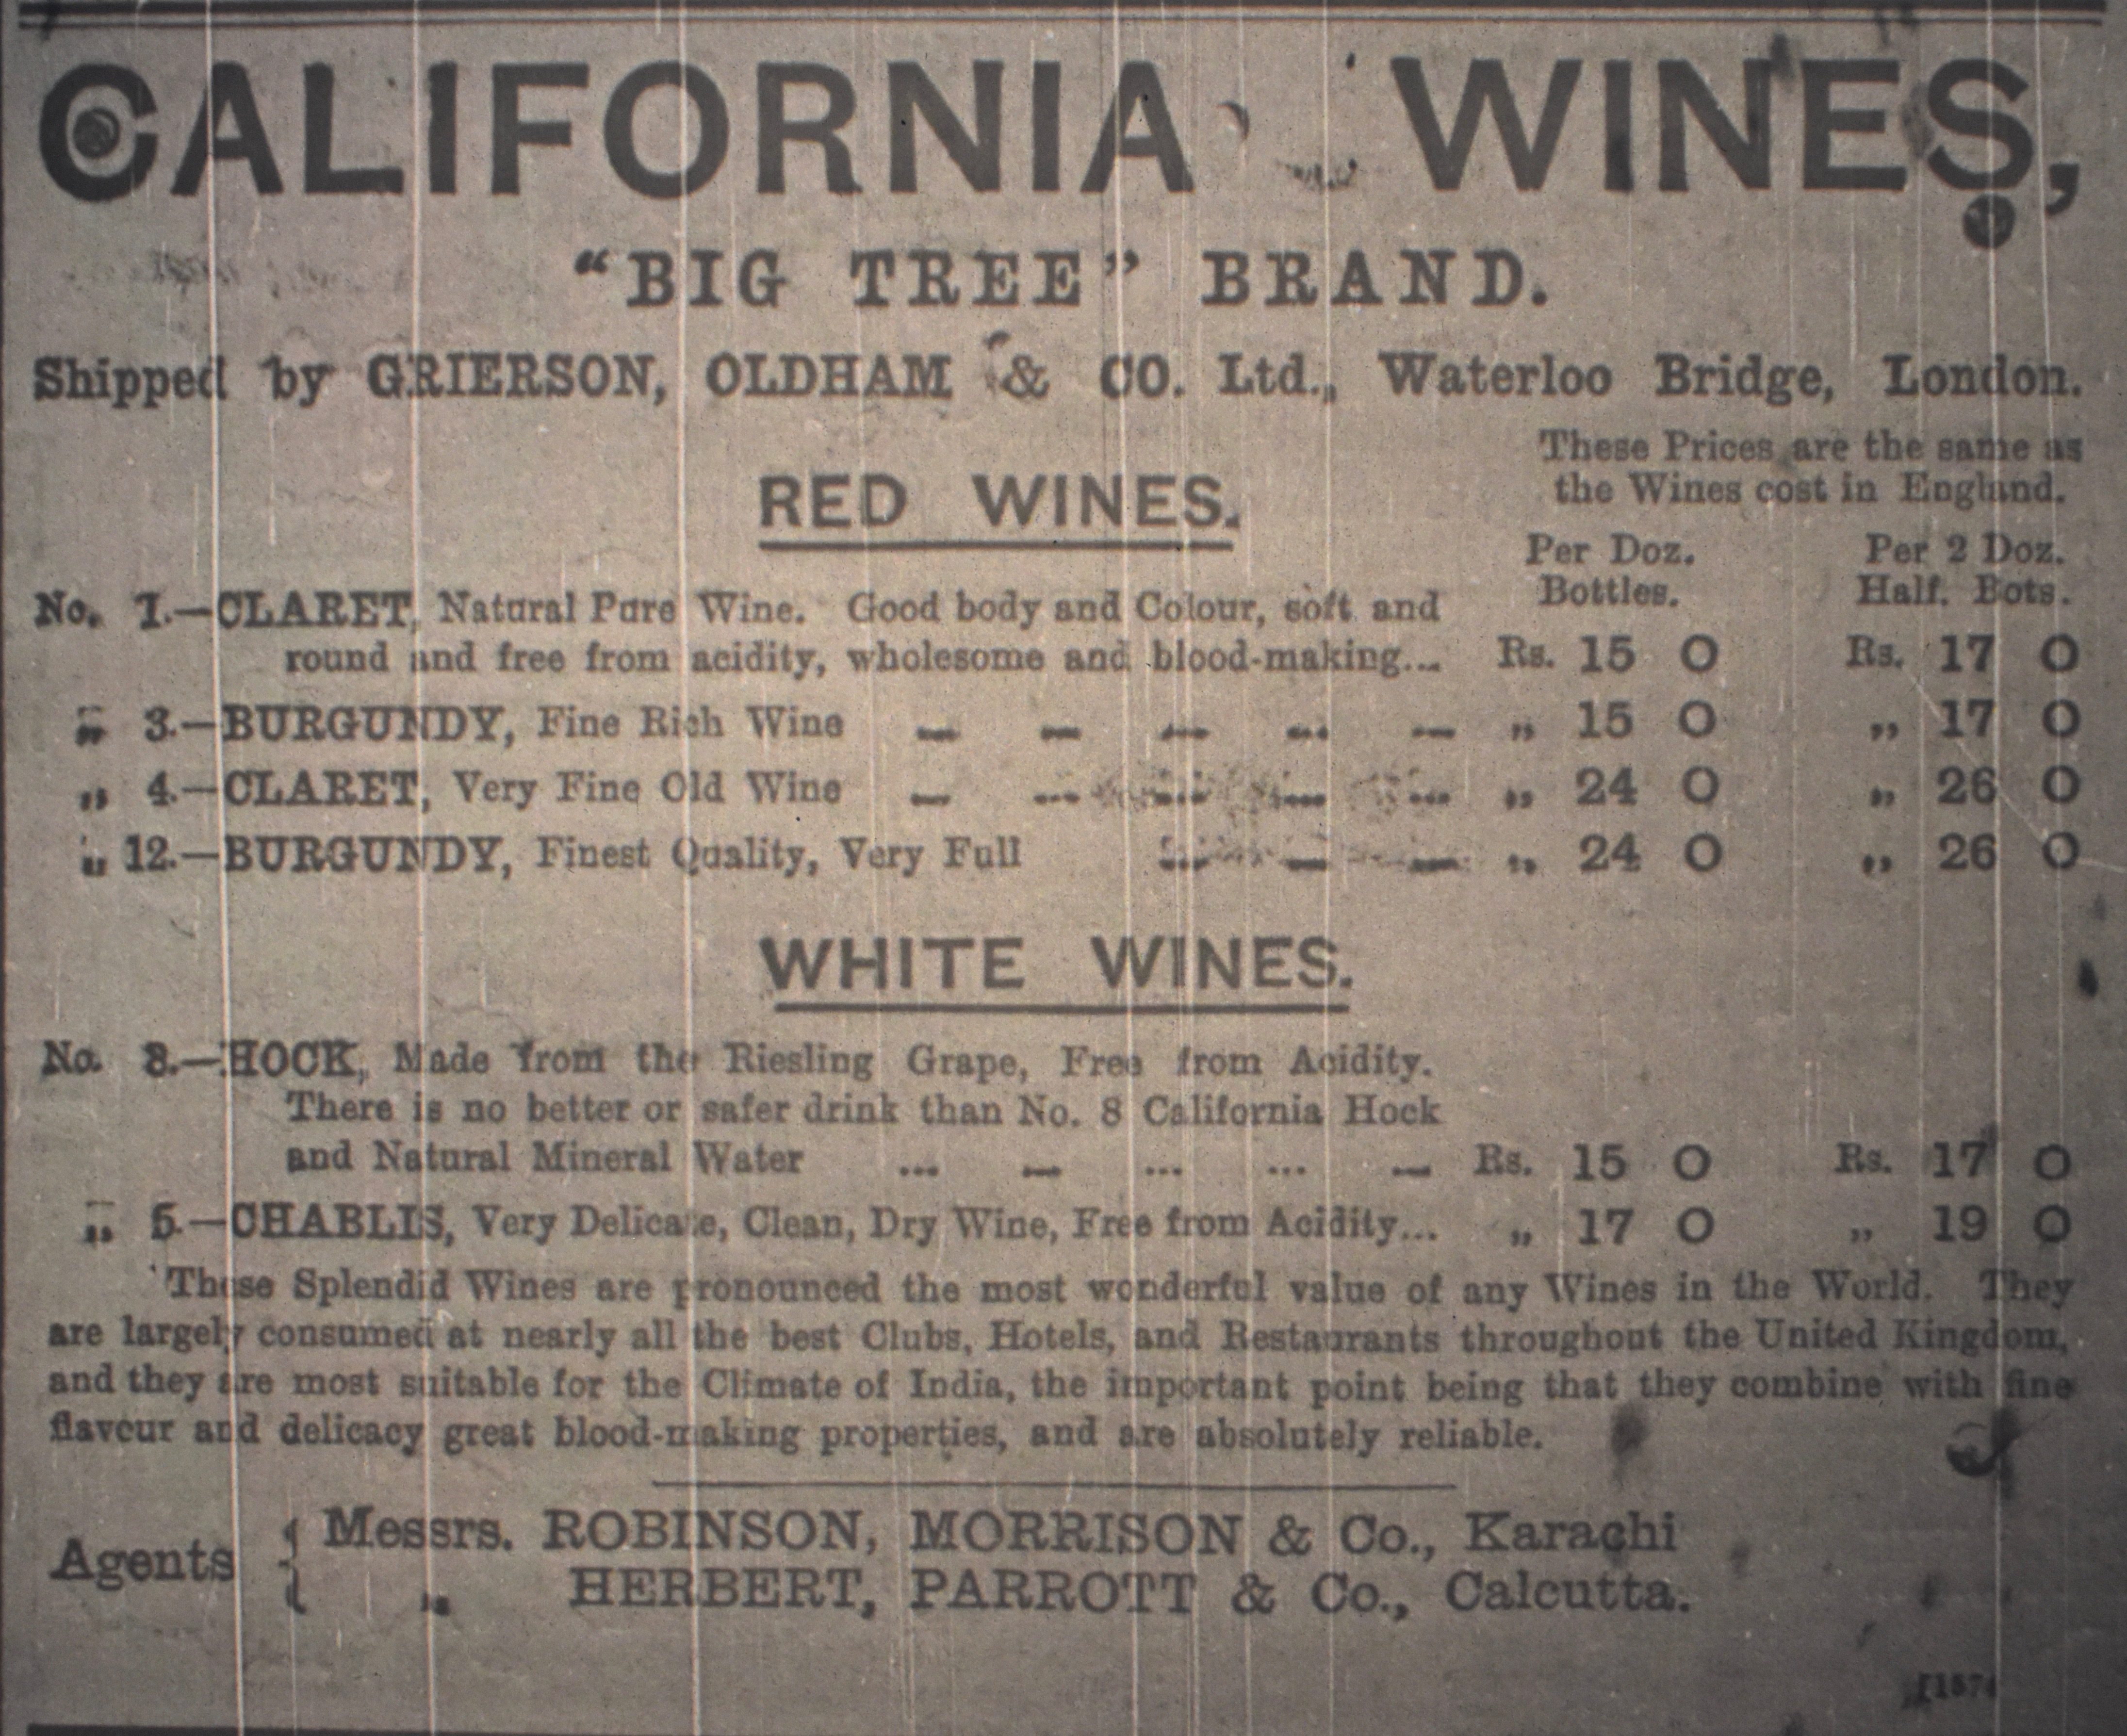 CALIFORNIA WINES,
"BIG TREE" BRAND.
Shipped by GRIERSON, OLDHAM & CO. Ltd., Waterloo Bridge, London.
These Prices are the same as
the Wines cost in England.
RED WINES.
Per Doz. Per 2 Doz.
Bottles. Half. Bots.
No. 1.—CLARET, Natural Pure Wine. Good body and Colour, soft and
round and free from acidity, wholesome and blood-making... Rs. 15 0 Rs. 17 0
„ 3.—BURGUNDY, Fine Rich Wine ... ... ... ... ... „ 15 0 „ 17 0
„ 4.—CLARET, Very Fine Old Wine ... ... ... ... ... „ 24 0 „ 26 0
„ 12.—BURGUNDY, Finest Quality, Very Full ... ... ... „ 24 0 „ 26 0
WHITE WINES.
No. 8.—HOCK, Made from the Riesling Grape, Free from Acidity.
There is no better or safer drink than No. 8 California Hock
and Natural Mineral Water ... ... ... ... ... Rs. 15 0 Rs. 17 0
„ 5.—CHABLIS, Very Delicate, Clean, Dry Wine, Free from Acidity... „ 17 0 „ 19 0
These Splendid Wines are pronounced the most wonderful value of any Wines in the World. They
are largely consumed at nearly all the best Clubs, Hotels, and Restaurants throughout the United Kingdom,
and they are most suitable for the Climate of India, the important point being that they combine with fine
flavour and delicacy great blood-making properties, and are absolutely reliable.
Agents { Messrs. ROBINSON, MORRISON & Co., Karachi
„ HERBERT, PARROTT & Co., Calcutta.